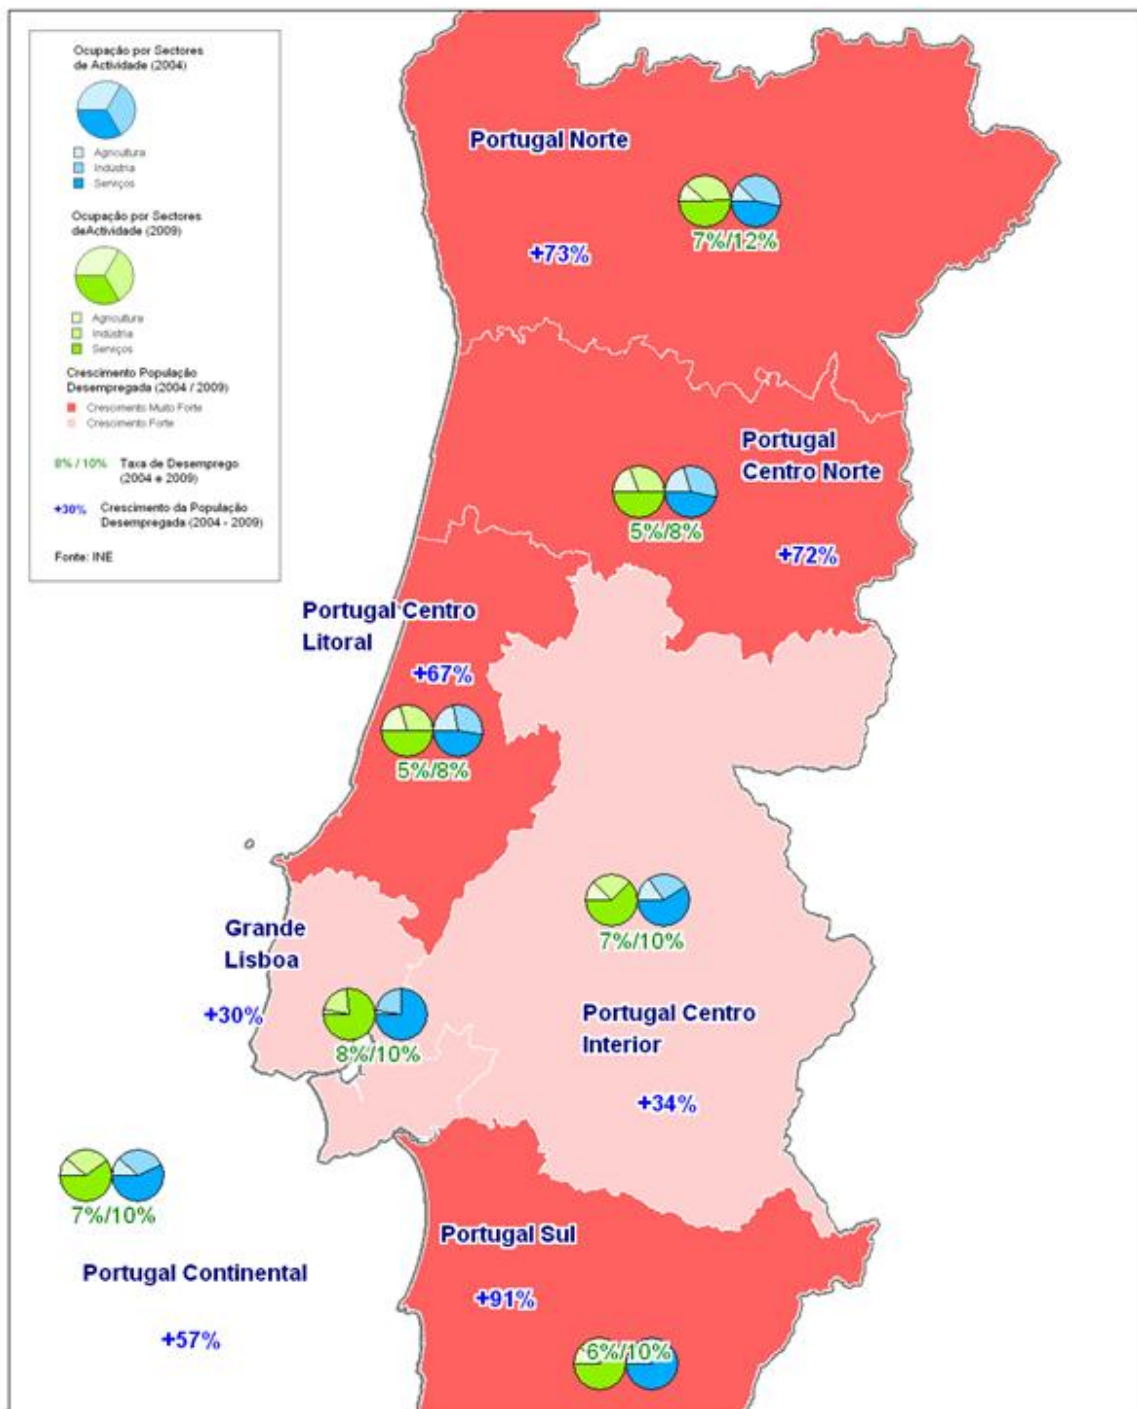 Ocupação por Sectores
de Actividade (2004)
Agricultura
Indústria
Serviços
Ocupação por Sectores
deActividade (2009)
Agricultura
Indústria
Serviços
Crescimento População
Desempregada (2004 / 2009)
Crescimento Muito Forte
Crescimento Forte
8% / 10% Taxa de Desemprego
(2004 e 2009)
+30% Crescimento da População
Desempregada (2004 - 2009)
Fonte: INE
Portugal Norte
7%/12%
+73%
Portugal
Centro Norte
5%/8%
+72%
Portugal Centro
Litoral
+67%
5%/8%
7%/10%
Grande
Lisboa
+30%
8%/10%
Portugal Centro
Interior
+34%
7%/10%
Portugal Continental
+57%
Portugal Sul
+91%
6%/10%